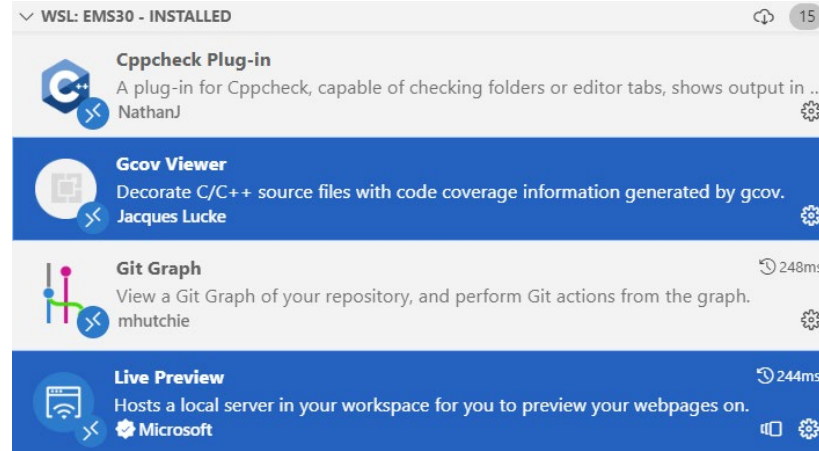 WSL: EMS30 - INSTALLED
15
Cppcheck Plug-in
A plug-in for Cppcheck, capable of checking folders or editor tabs, shows output in ..
NathanJ
Gcov Viewer
Decorate C/C++ source files with code coverage information generated by gcov.
Jacques Lucke
Git Graph
248ms
View a Git Graph of your repository, and perform Git actions from the graph.
mhutchie
Live Preview
244ms
Hosts a local server in your workspace for you to preview your webpages on.
Microsoft